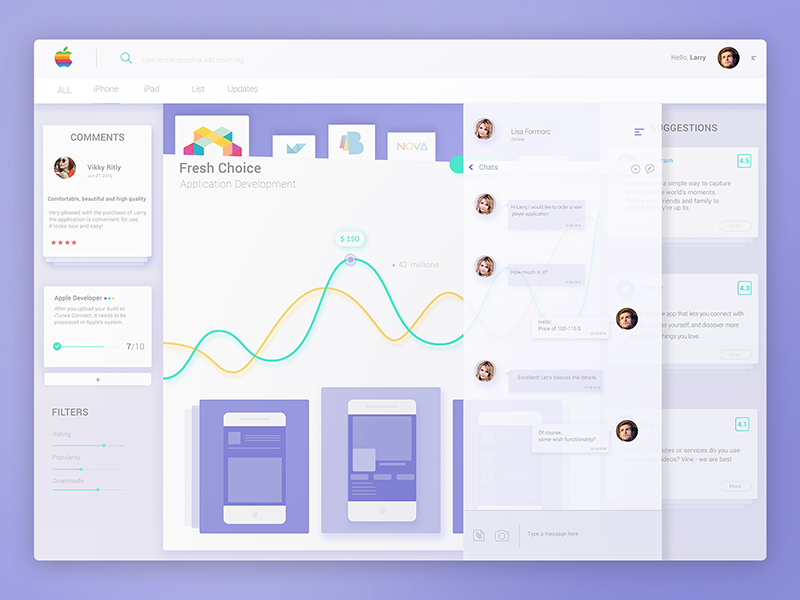 Type here to search or add smart tag
Hello, Larry
ALL
iPhone
iPad
List
Updates
COMMENTS
Vikky Ritly
Jun 21, 2016
Comfortable, beautiful and high quality
Very pleased with the purchase of Larry,
the application is convenient for use,
it looks nice and easy!
Apple Developer
After you upload your build to
iTunes Connect, it needs to be
processed in Apple's system.
7/10
+
FILTERS
Rating
Popularity
Downloads
B
NOVA
Fresh Choice
Application Development
$ 150
42 millions
Lisa Formorc
Online
Chats
Hi Larry, I would like to order a new
player application
How much is it?
Hello!
Price of 100-115 $
Excellent! Let's discuss the details.
Of course,
some wish functionality?
Type a message here
SUGGESTIONS
4.5
a simple way to capture
world's moments.
friends and family to
they're up to.
4.3
app that lets you connect with
yourself, and discover more
things you love.
4.1
sites or services do you use
videos? Vine - we are best
More